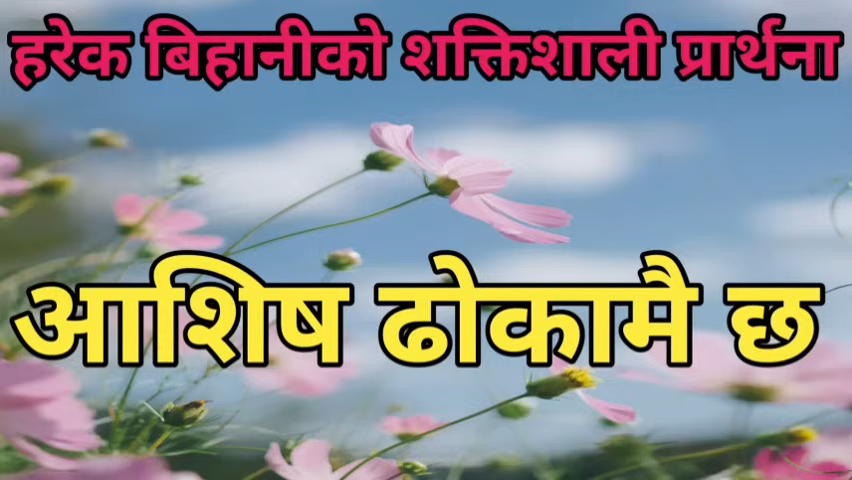 हरेक बिहानीको शक्तिशाली प्रार्थना
आशिष ढोकामै छ